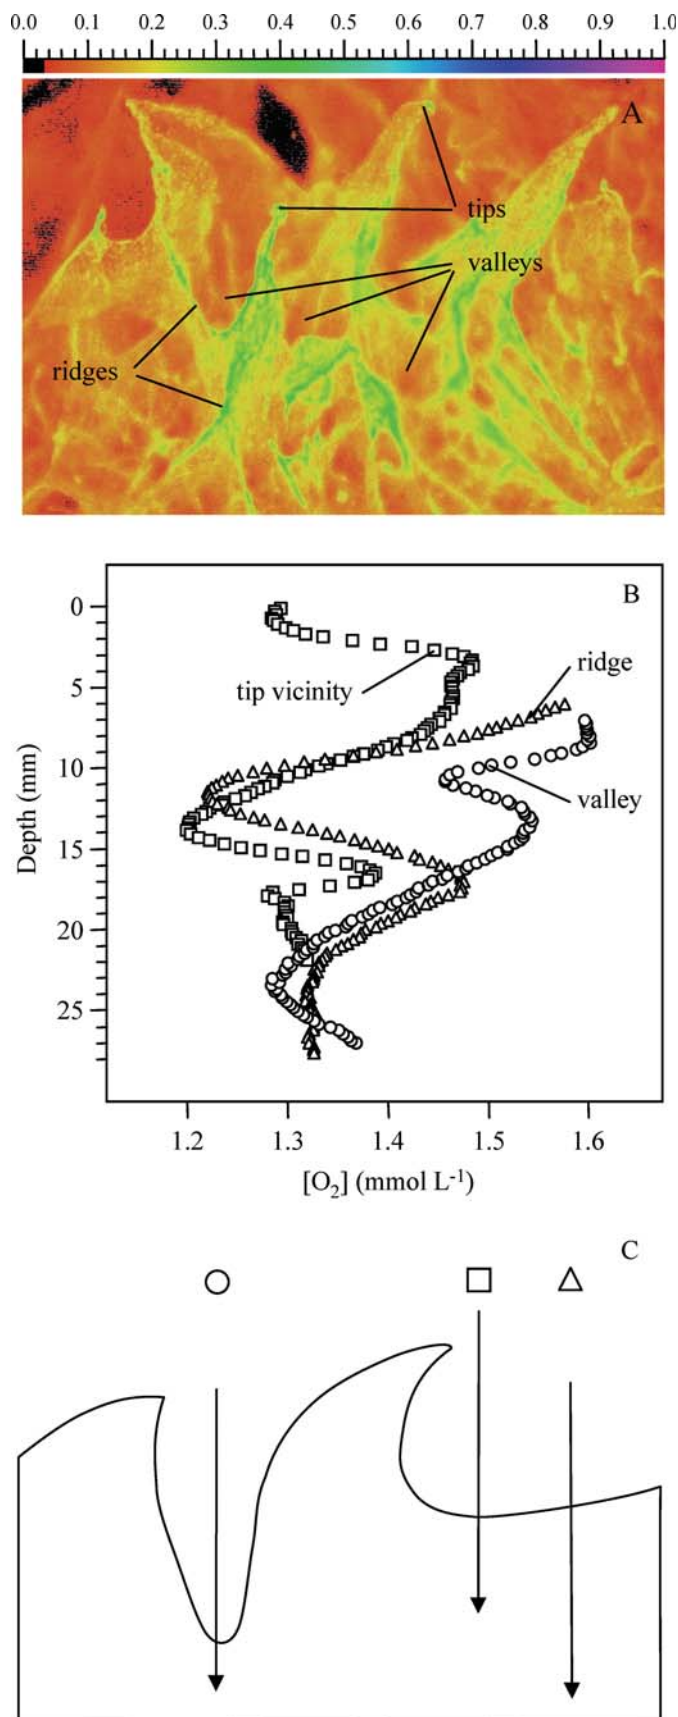 0.0 0.1 0.2 0.3 0.4 0.5 0.6 0.7 0.8 0.9 1.0
A
tips
valleys
ridges
B
0
5
10
15
20
25
Depth (mm)
ridge
tip vicinity
valley
1.2 1.3 1.4 1.5 1.6
[O₂] (mmol L⁻¹)
C